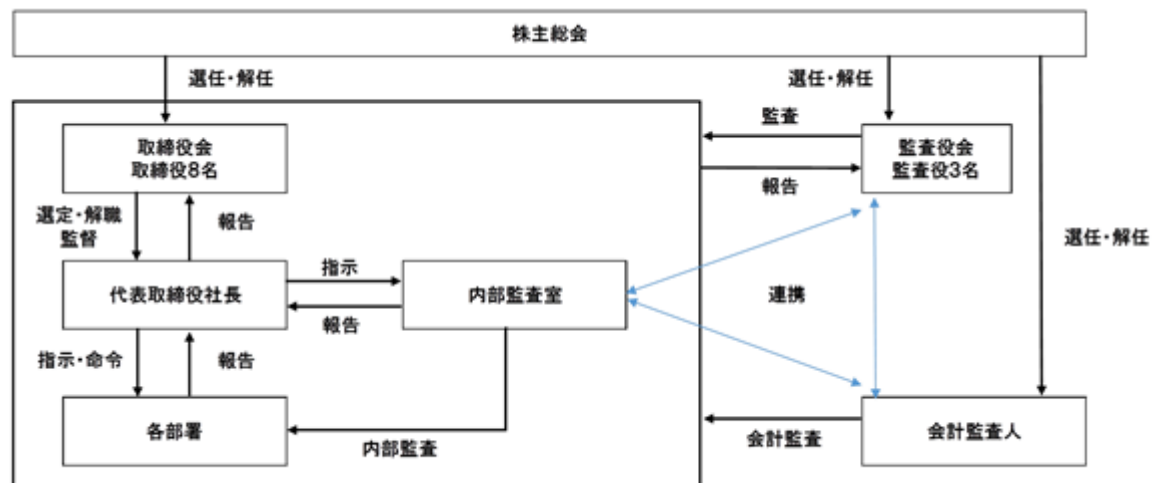 株主総会
選任・解任
選任・解任
監査
取締役会
取締役8名
監査役会
監査役3名
報告
選定・解職
監督
報告
選任・解任
指示
代表取締役社長
内部監査室
連携
報告
指示・命令
報告
各部署
会計監査人
会計監査
内部監査